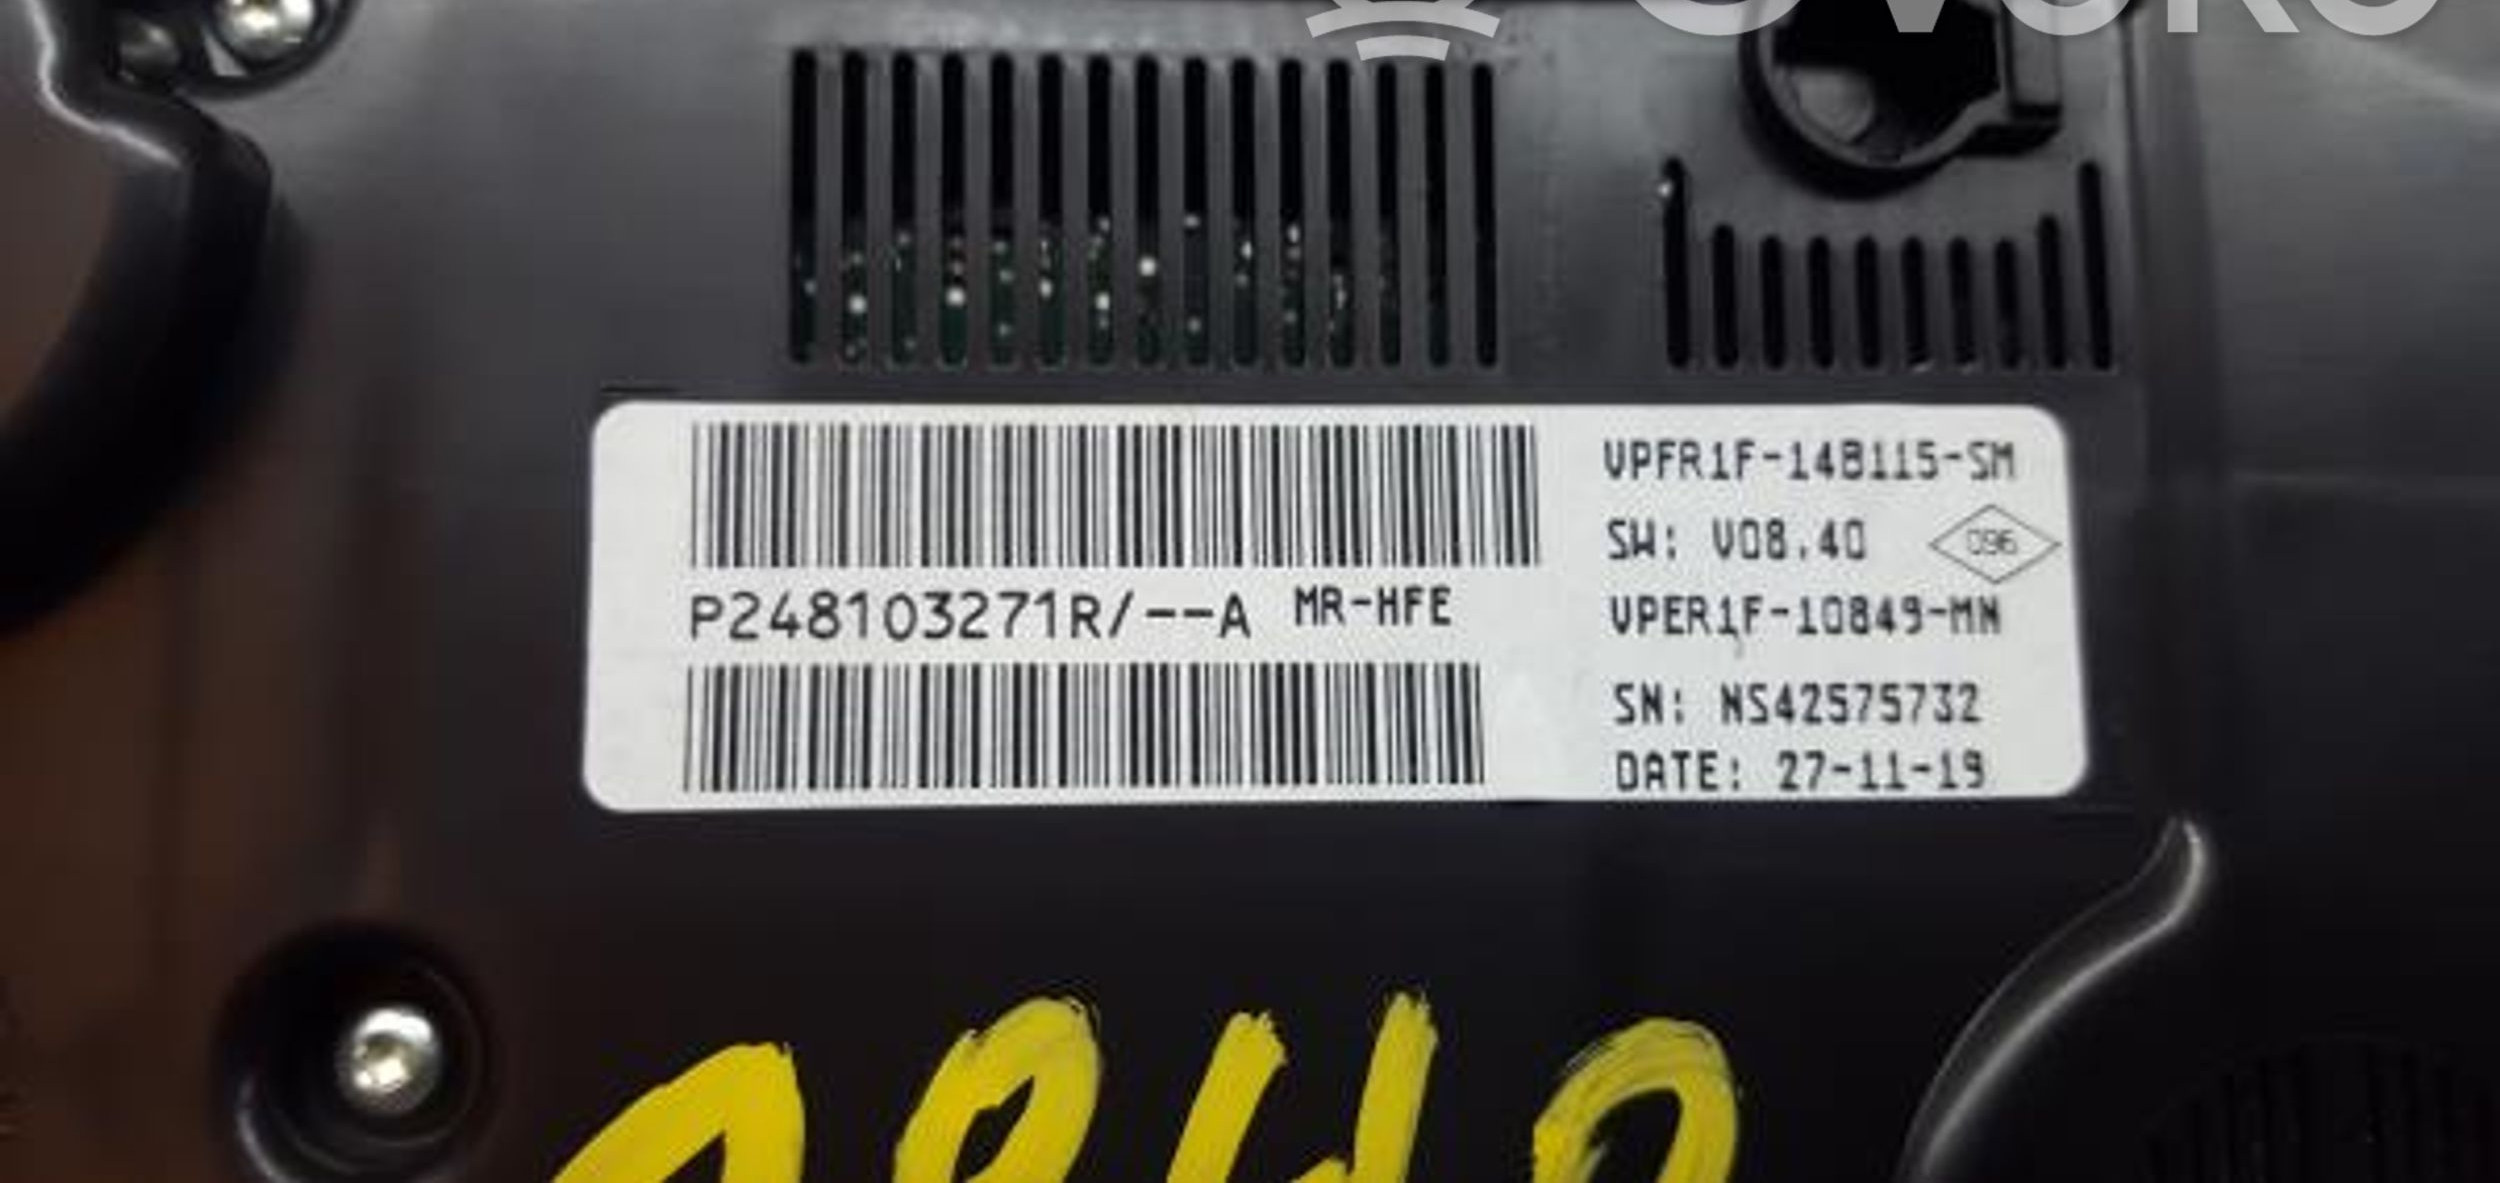 VPFR1F-14B115-SM
SW: V08.40
096
P248103271R/--A MR-HFE
VPER1F-10849-MN
SN: NS42575732
DATE: 27-11-19